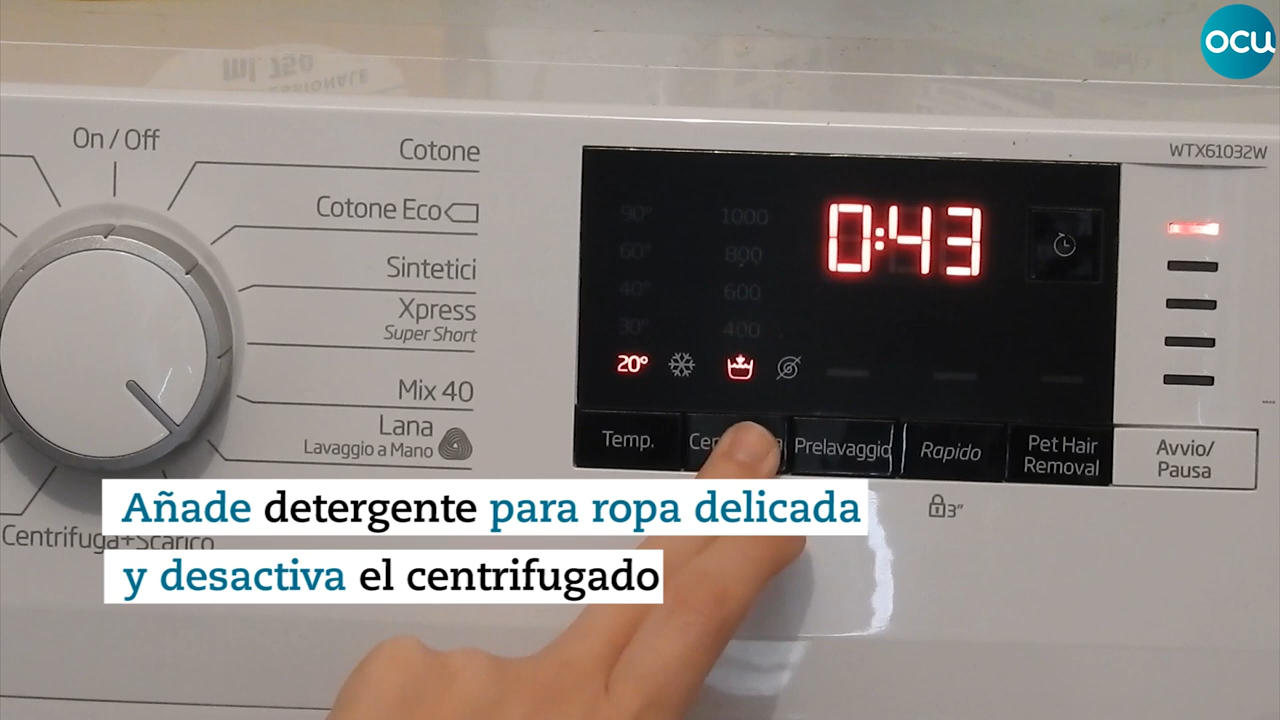 ocu
ml. 750
On / Off
Cotone
Cotone Eco
Sintetici
Xpress
Super Short
Mix 40
Lana
Lavaggio a Mano
Centrifuga+Scarico
WTX61032W
90° 1000
60° 800
40° 600
30° 400
20°
0:43
Temp.
Prelavaggio
Rapido
Pet Hair
Removal
Avvio/
Pausa
3”
Añade detergente para ropa delicada
y desactiva el centrifugado